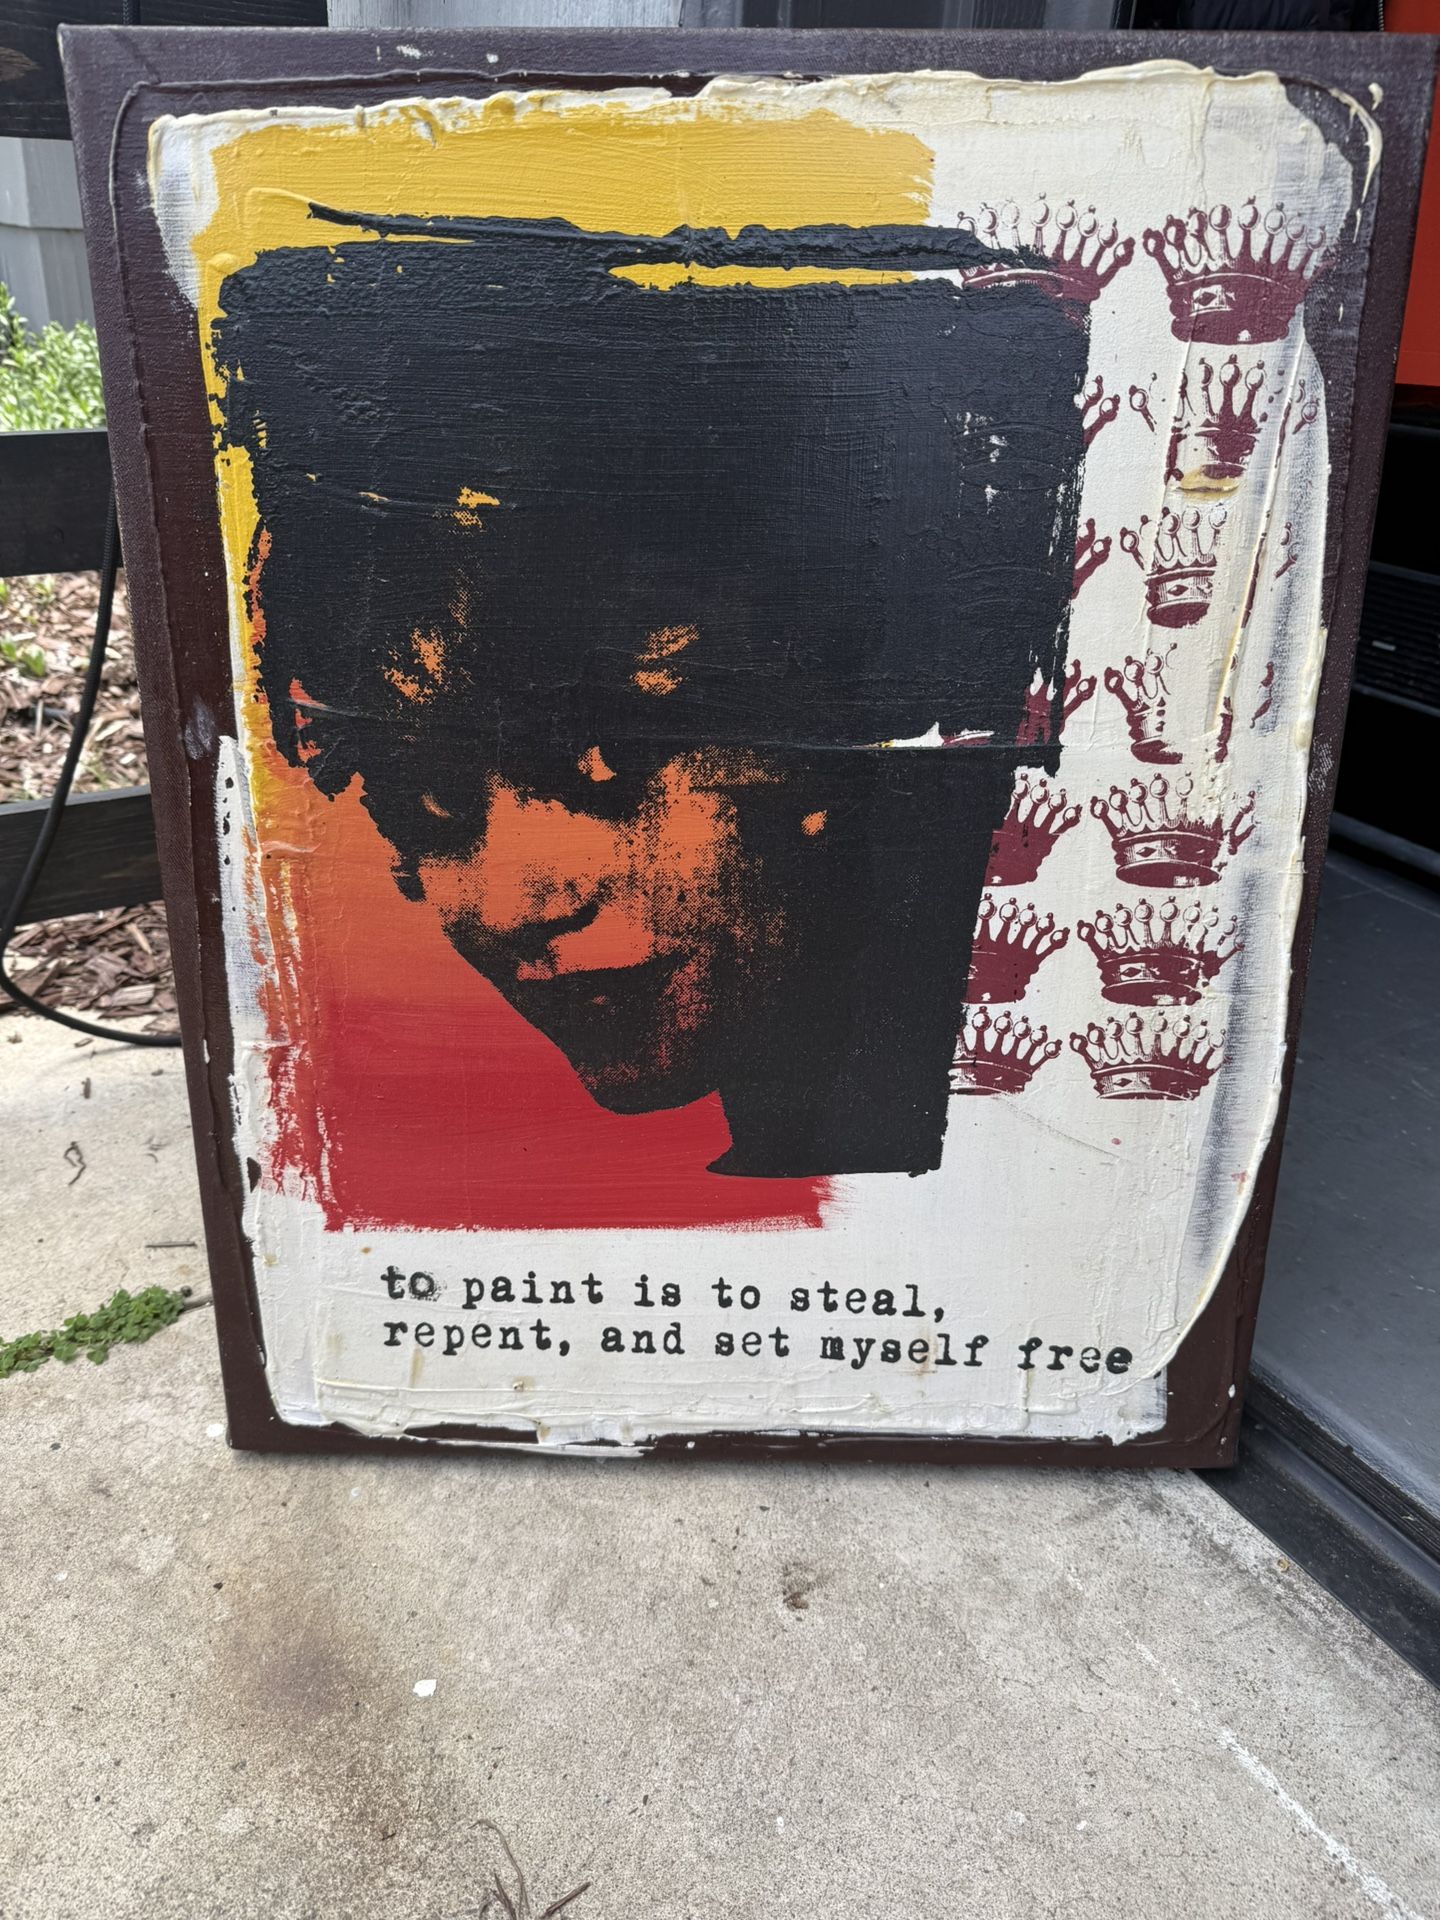 to paint is to steal,
repent, and set myself free